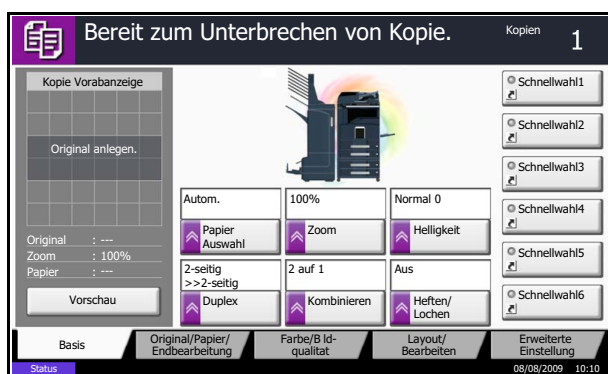 Bereit zum Unterbrechen von Kopie.
Kopien
1
Kopie Vorabanzeige
Original anlegen.
Original : ---
Zoom : 100%
Papier : ---
Vorschau
Autom.
Papier
Auswahl
100%
Zoom
Normal 0
Helligkeit
2-seitig
>>2-seitig
Duplex
2 auf 1
Kombinieren
Aus
Heften/
Lochen
Schnellwahl1
Schnellwahl2
Schnellwahl3
Schnellwahl4
Schnellwahl5
Schnellwahl6
Basis
Original/Papier/
Endbearbeitung
Farbe/B ld-
qualitat
Layout/
Bearbeiten
Erweiterte
Einstellung
Status
08/08/2009 10:10